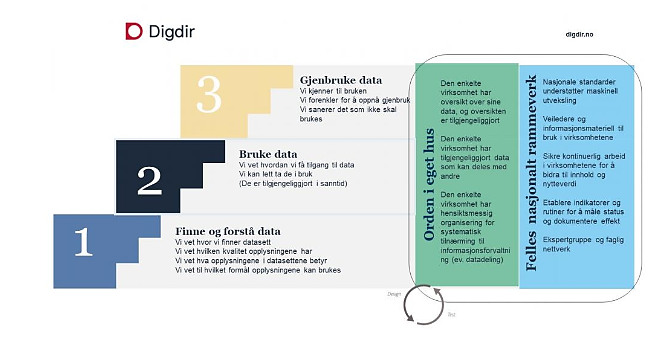 Digdir
digdir.no
3
Gjenbruke data
Vi kjenner til bruken
Vi forenkler for å oppnå gjenbruk
Vi sanerer det som ikke skal
brukes
2
Bruke data
Vi vet hvordan vi få tilgang til data
Vi kan lett ta de i bruk
(De er tilgjengeliggjort i sanntid)
1
Finne og forstå data
Vi vet hvor vi finner datasett
Vi vet hvilken kvalitet opplysningene har
Vi vet hva opplysningene i datasettene betyr
Vi vet til hvilket formål opplysningene kan brukes
Orden i eget hus
Den enkelte
virksomhet har
oversikt over sine
data, og oversikten
er tilgjengeliggjort
Den enkelte
virksomhet har
tilgjengeliggjort data
som kan deles med
andre
Den enkelte
virksomhet har
hensiktsmessig
organisering for
systematisk
tilnærming til
informasjonsforvaltni
ng (ev. datadeling)
Felles nasjonalt rammeverk
Nasjonale standarder
understøtter maskinell
utveksling
Veiledere og
informasjonsmateriell til
bruk i virksomhetene
Sikre kontinuerlig arbeid
i virksomhetene for å
bidra til innhold og
nytteverdi
Etablere indikatorer og
rutiner for å måle status
og dokumentere effekt
Ekspertgruppe og faglig
nettverk
Design
Test